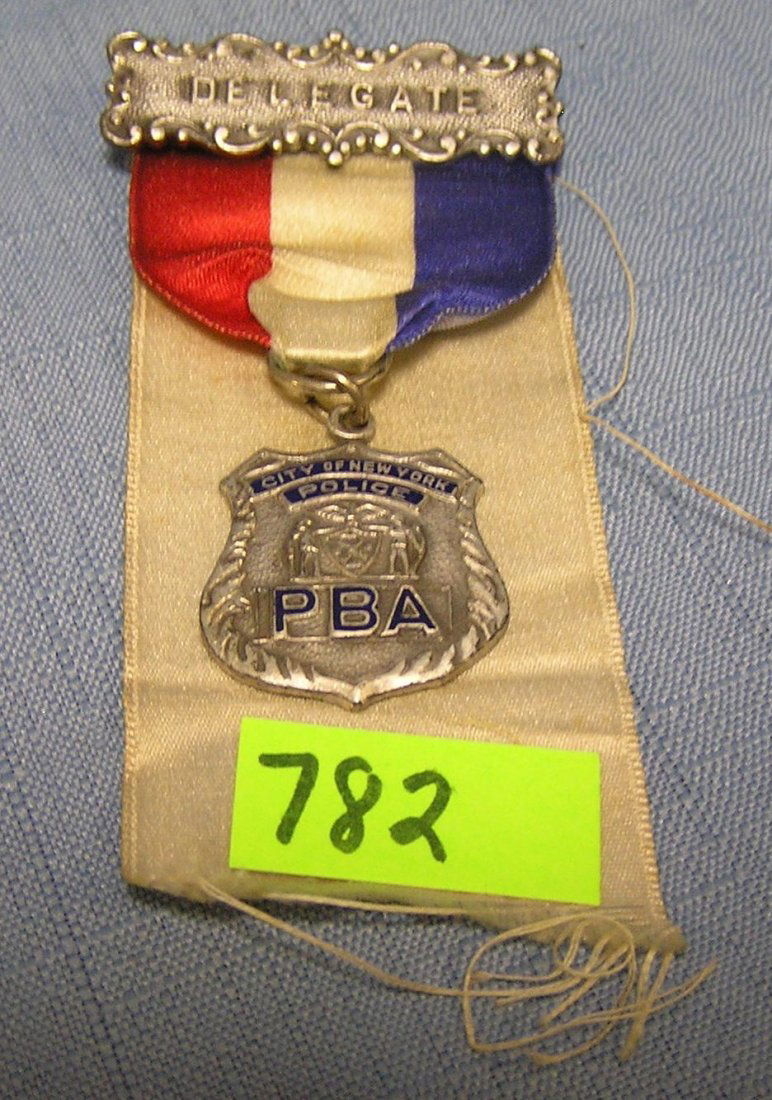 DELEGATE
CITY OF NEW YORK
POLICE
PBA
782